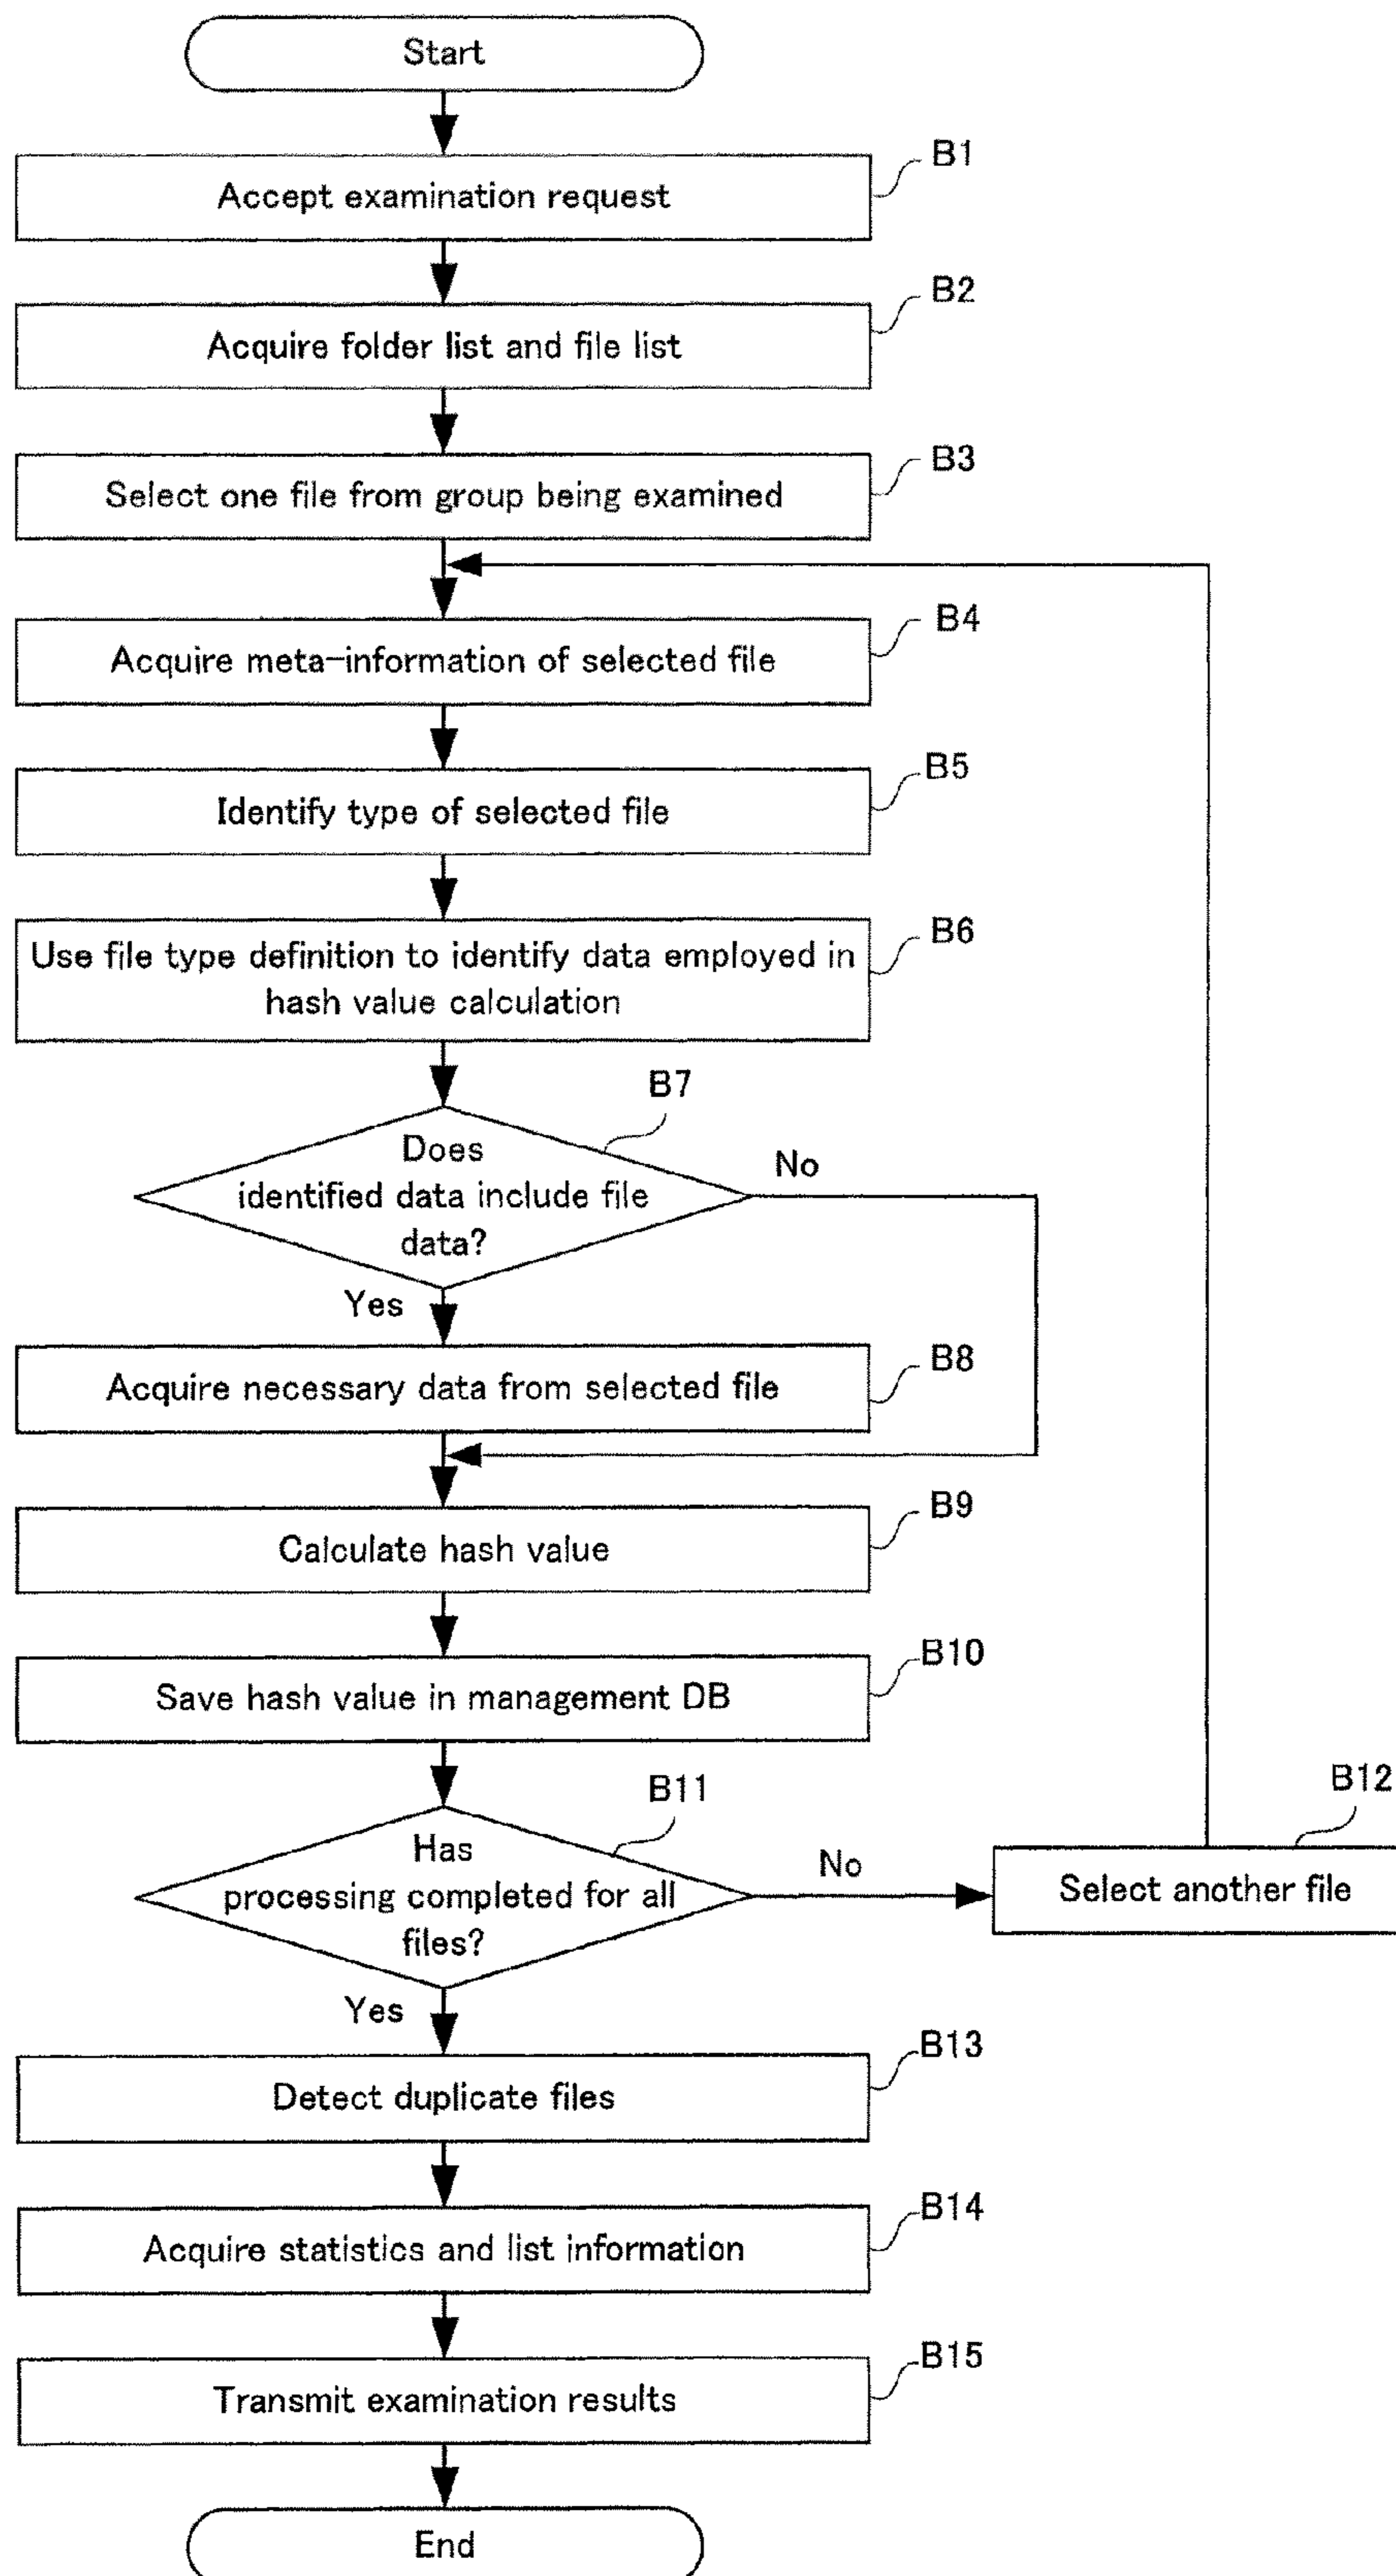 Start
B1
Accept examination request
B2
Acquire folder list and file list
B3
Select one file from group being examined
B4
Acquire meta-information of selected file
B5
Identify type of selected file
B6
Use file type definition to identify data employed in
hash value calculation
B7
Does
identified data include file
data?
No
Yes
B8
Acquire necessary data from selected file
B9
Calculate hash value
B10
Save hash value in management DB
B11
Has
processing completed for all
files?
No
B12
Select another file
Yes
B13
Detect duplicate files
B14
Acquire statistics and list information
B15
Transmit examination results
End